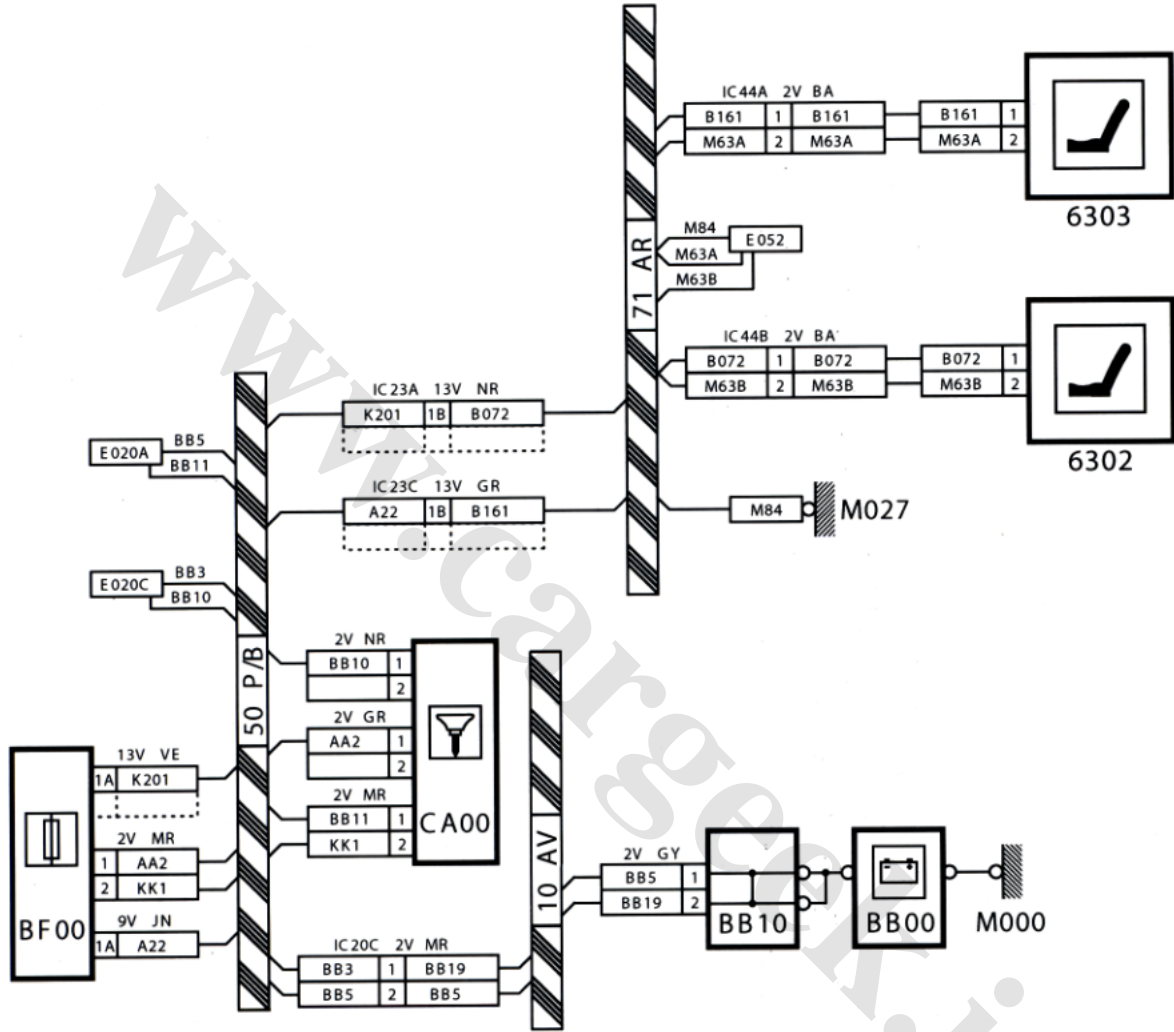 IC44A 2V BA
B161 1 B161
M63A 2 M63A
B161 1
M63A 2
6303
71 AR
M84
M63A
M63B
E052
IC44B 2V BA
B072 1 B072
M63B 2 M63B
B072 1
M63B 2
6302
IC23A 13V NR
K201 1B B072
E020A
BB5
BB11
IC23C 13V GR
A22 1B B161
M84
M027
E020C
BB3
BB10
50 P/B
2V NR
BB10 1
2
2V GR
AA2 1
2
2V MR
BB11 1
KK1 2
CA00
13V VE
1A K201
2V MR
1 AA2
2 KK1
9V JN
1A A22
BF00
10 AV
IC20C 2V MR
BB3 1 BB19
BB5 2 BB5
2V GY
BB5 1
BB19 2
BB10
BB00
M000
www.cargeek.i